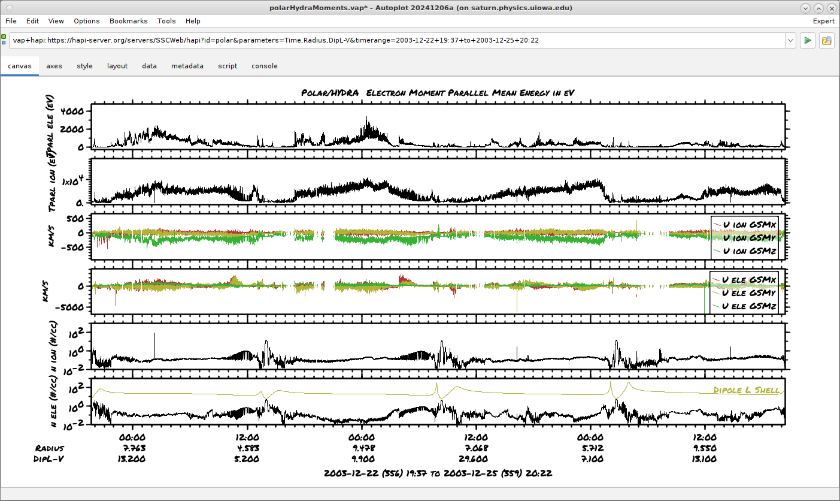 polarHydraMoments.vap* - Autoplot 20241206a (on saturn.physics.uiowa.edu)
File Edit View Options Bookmarks Tools Help Expert
vap+hapi:https://hapi-server.org/servers/SSCWeb/hapi?id=polar&parameters=Time,Radius,DipL-V&timerange=2003-12-22+19:37+to+2003-12-25+20:22
canvas axes style layout data metadata script console
Polar/HYDRA Electron Moment Parallel Mean Energy in eV
Tparl ele (eV)
4000
2000
0
Tparl ion (eV)
1x10^4
0.
km/s
500
0
-500
U ion GSMx
U ion GSMy
U ion GSMz
km/s
0
-5000
U ele GSMx
U ele GSMy
U ele GSMz
N ion (#/cc)
10^2
10^0
10^-2
N ele (#/cc)
10^2
10^0
10^-2
Dipole L Shell
00:00 12:00 00:00 12:00 00:00 12:00
Radius 7.763 4.583 9.478 7.068 5.712 9.550
DipL-V 13.200 5.200 9.900 29.600 7.100 13.100
2003-12-22 (356) 19:37 to 2003-12-25 (359) 20:22